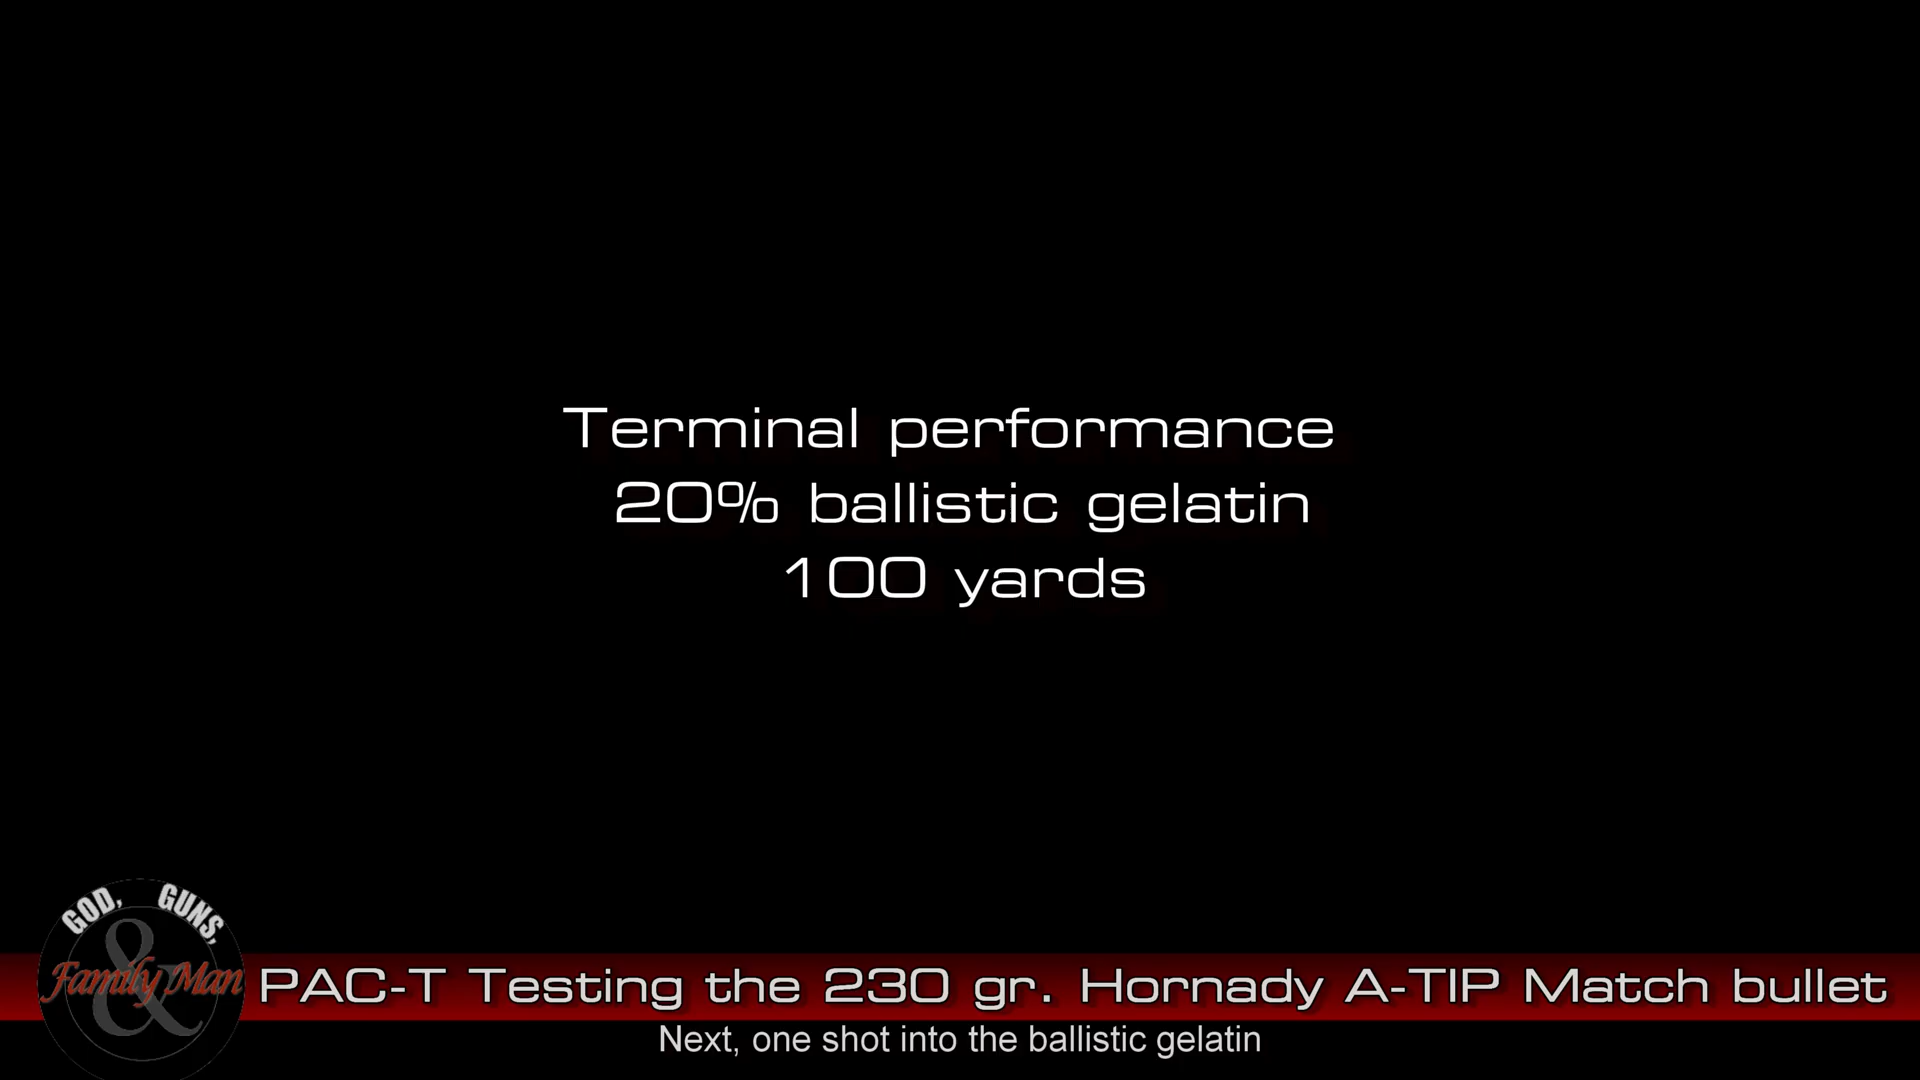 Terminal performance
20% ballistic gelatin
100 yards
GOD, GUNS,
&
Family Man
PAC-T Testing the 230 gr. Hornady A-TIP Match bullet
Next, one shot into the ballistic gelatin